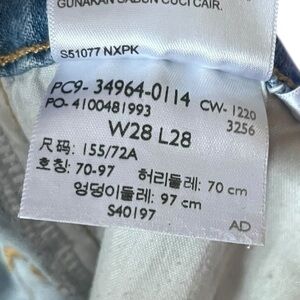 GUNAKAN SABUN CUCI CAIR.
S51077 NXPK
PC9- 34964-0114 CW- 1220
PO- 4100481993 3256
W28 L28
尺码: 155/72A
호칭: 70-97 허리둘레: 70 cm
엉덩이둘레: 97 cm
S40197
AD